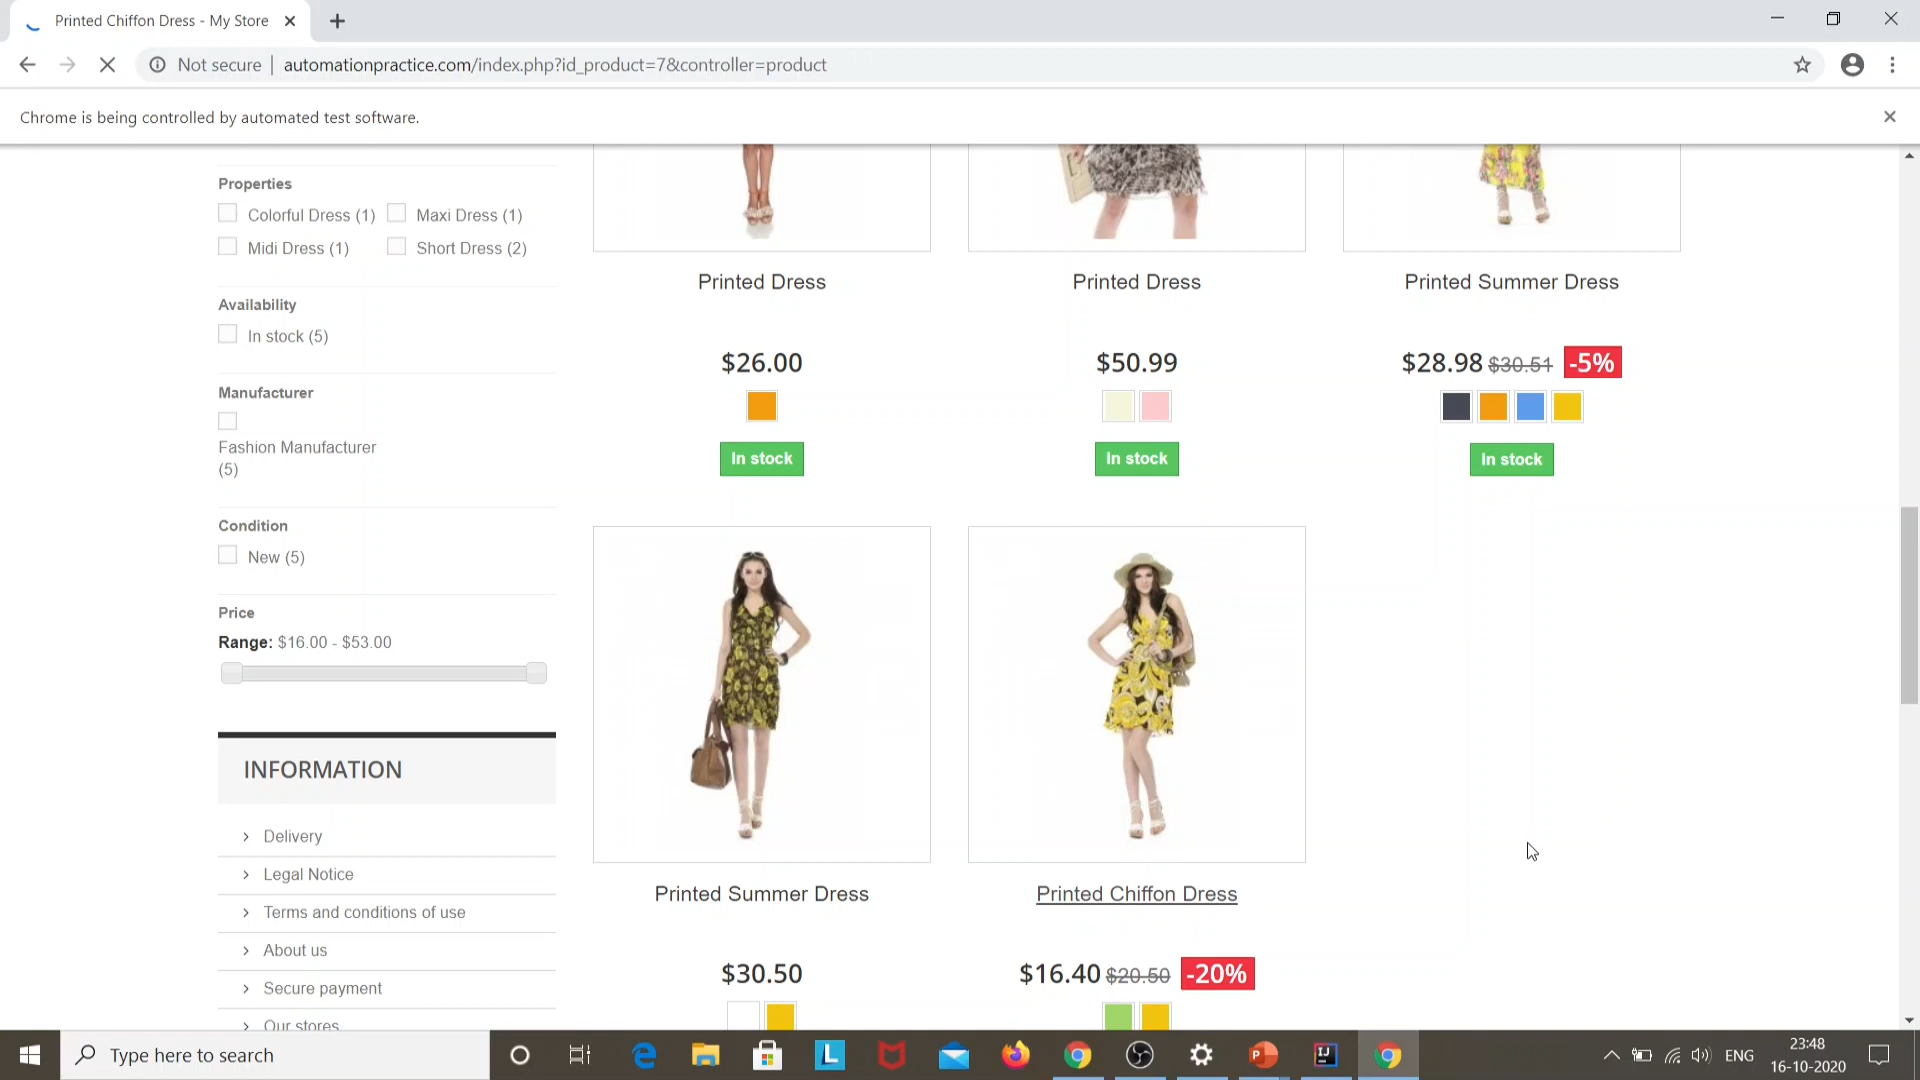 Printed Chiffon Dress - My Store
Not secure | automationpractice.com/index.php?id_product=7&controller=product
Chrome is being controlled by automated test software.
Properties
Colorful Dress (1) Maxi Dress (1)
Midi Dress (1) Short Dress (2)
Availability
In stock (5)
Manufacturer
Fashion Manufacturer
(5)
Condition
New (5)
Price
Range: $16.00 - $53.00
INFORMATION
Delivery
Legal Notice
Terms and conditions of use
About us
Secure payment
Our stores
Printed Dress
$26.00
In stock
Printed Dress
$50.99
In stock
Printed Summer Dress
$28.98 $30.51 -5%
In stock
Printed Summer Dress
$30.50
Printed Chiffon Dress
$16.40 $20.50 -20%
Type here to search
ENG
23:48
16-10-2020